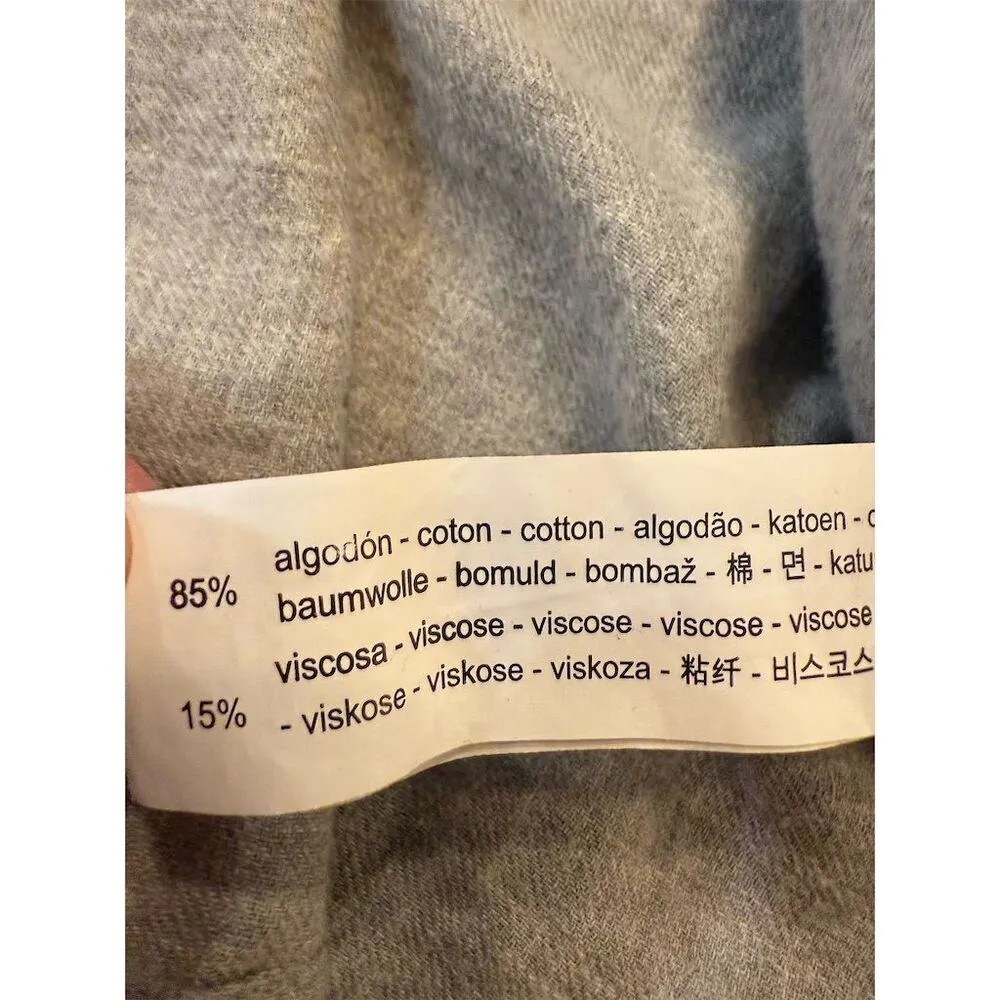 85% algodón - coton - cotton - algodão - katoen -
baumwolle - bomuld - bombaž - 棉 - 면 - katu
15% viscosa - viscose - viscose - viscose - viscose
- viskose - viskose - viskoza - 粘纤 - 비스코스